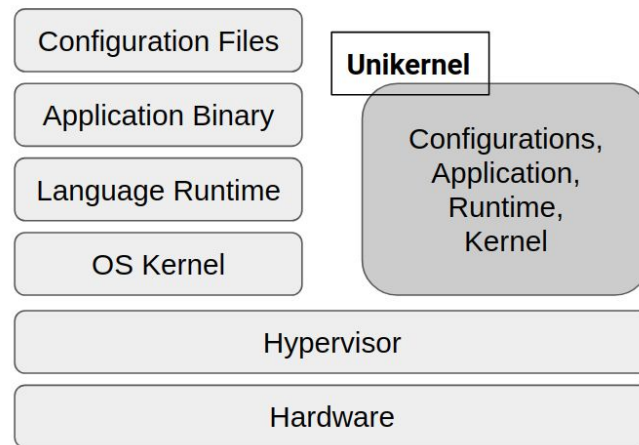 Configuration Files
Application Binary
Language Runtime
OS Kernel
Unikernel
Configurations,
Application,
Runtime,
Kernel
Hypervisor
Hardware